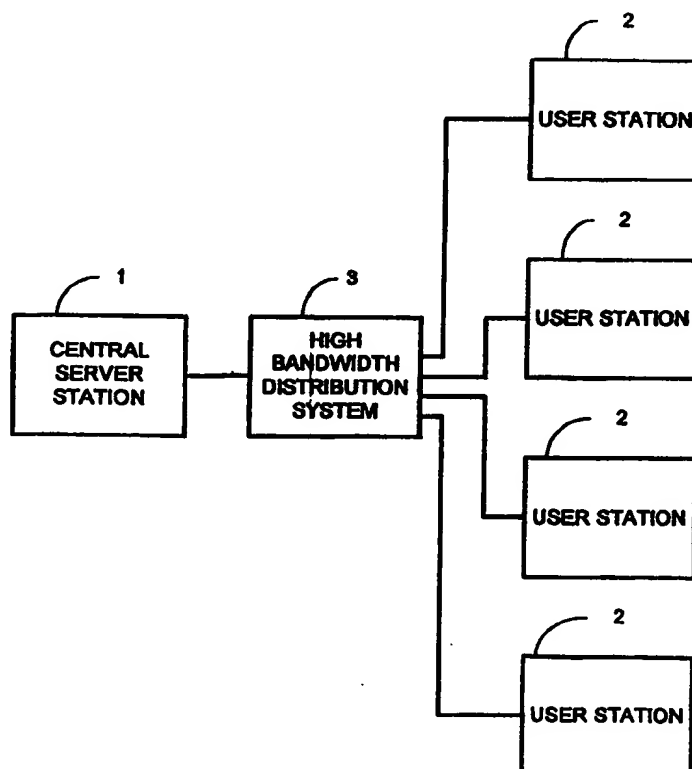 2
USER STATION
2
USER STATION
1
CENTRAL
SERVER
STATION
3
HIGH
BANDWIDTH
DISTRIBUTION
SYSTEM
2
USER STATION
2
USER STATION